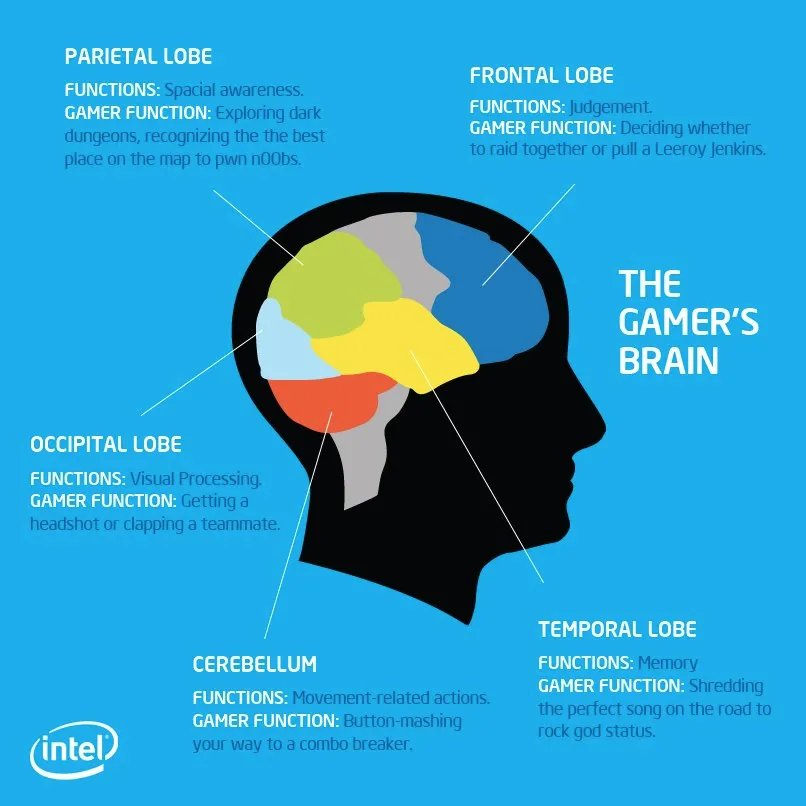 PARIETAL LOBE
FUNCTIONS: Spacial awareness.
GAMER FUNCTION: Exploring dark
dungeons, recognizing the the best
place on the map to pwn n00bs.
FRONTAL LOBE
FUNCTIONS: Judgement.
GAMER FUNCTION: Deciding whether
to raid together or pull a Leeroy Jenkins.
THE
GAMER'S
BRAIN
OCCIPITAL LOBE
FUNCTIONS: Visual Processing.
GAMER FUNCTION: Getting a
headshot or clapping a teammate.
TEMPORAL LOBE
FUNCTIONS: Memory
GAMER FUNCTION: Shredding
the perfect song on the road to
rock god status.
CEREBELLUM
FUNCTIONS: Movement-related actions.
GAMER FUNCTION: Button-mashing
your way to a combo breaker.
intel